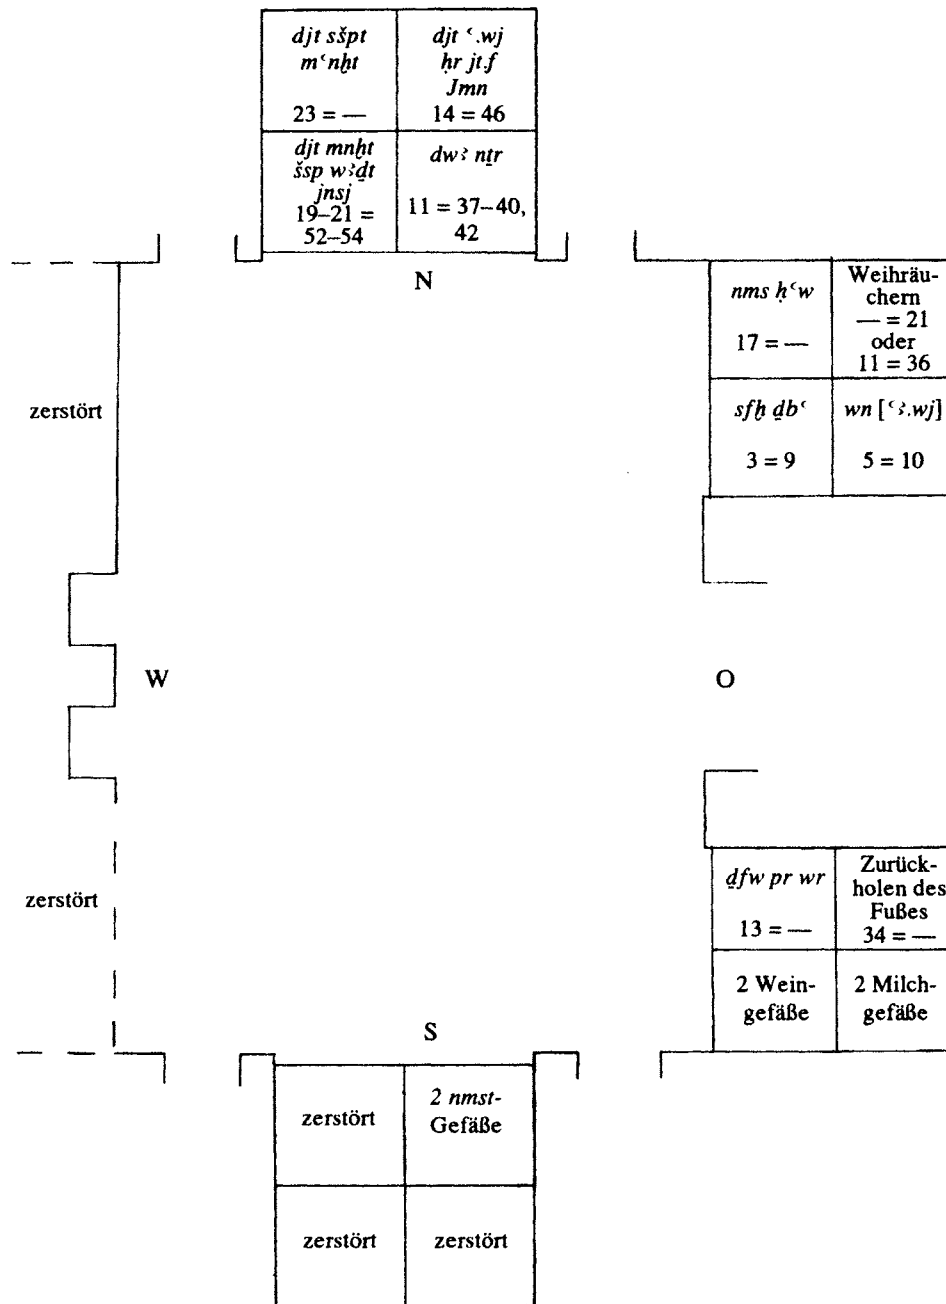 djt sšpt
mꜥnḫt
23 = —
djt ꜥ.wj
ḥr jt.f
Jmn
14 = 46
djt mnḫt
šsp wꜣḏt
jnsj
19–21 =
52–54
dwꜣ nṯr
11 = 37–40,
42
N
nms ḥꜥw
17 = —
Weihräu-
chern
— = 21
oder
11 = 36
zerstört
sfḫ ḏbꜥ
3 = 9
wn [ꜥꜣ.wj]
5 = 10
W
O
zerstört
ḏfw pr wr
13 = —
Zurück-
holen des
Fußes
34 = —
2 Wein-
gefäße
2 Milch-
gefäße
S
zerstört
2 nmst-
Gefäße
zerstört
zerstört